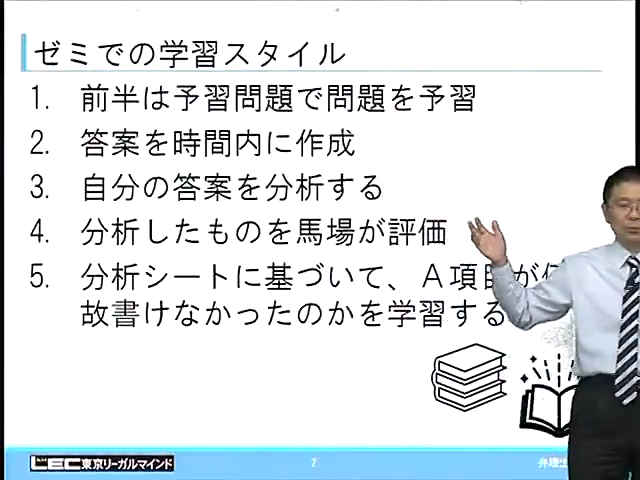 ゼミでの学習スタイル
1. 前半は予習問題で問題を予習
2. 答案を時間内に作成
3. 自分の答案を分析する
4. 分析したものを馬場が評価
5. 分析シートに基づいて、A項目が
故書けなかったのかを学習する
LEC東京リーガルマインド
7
弁理士